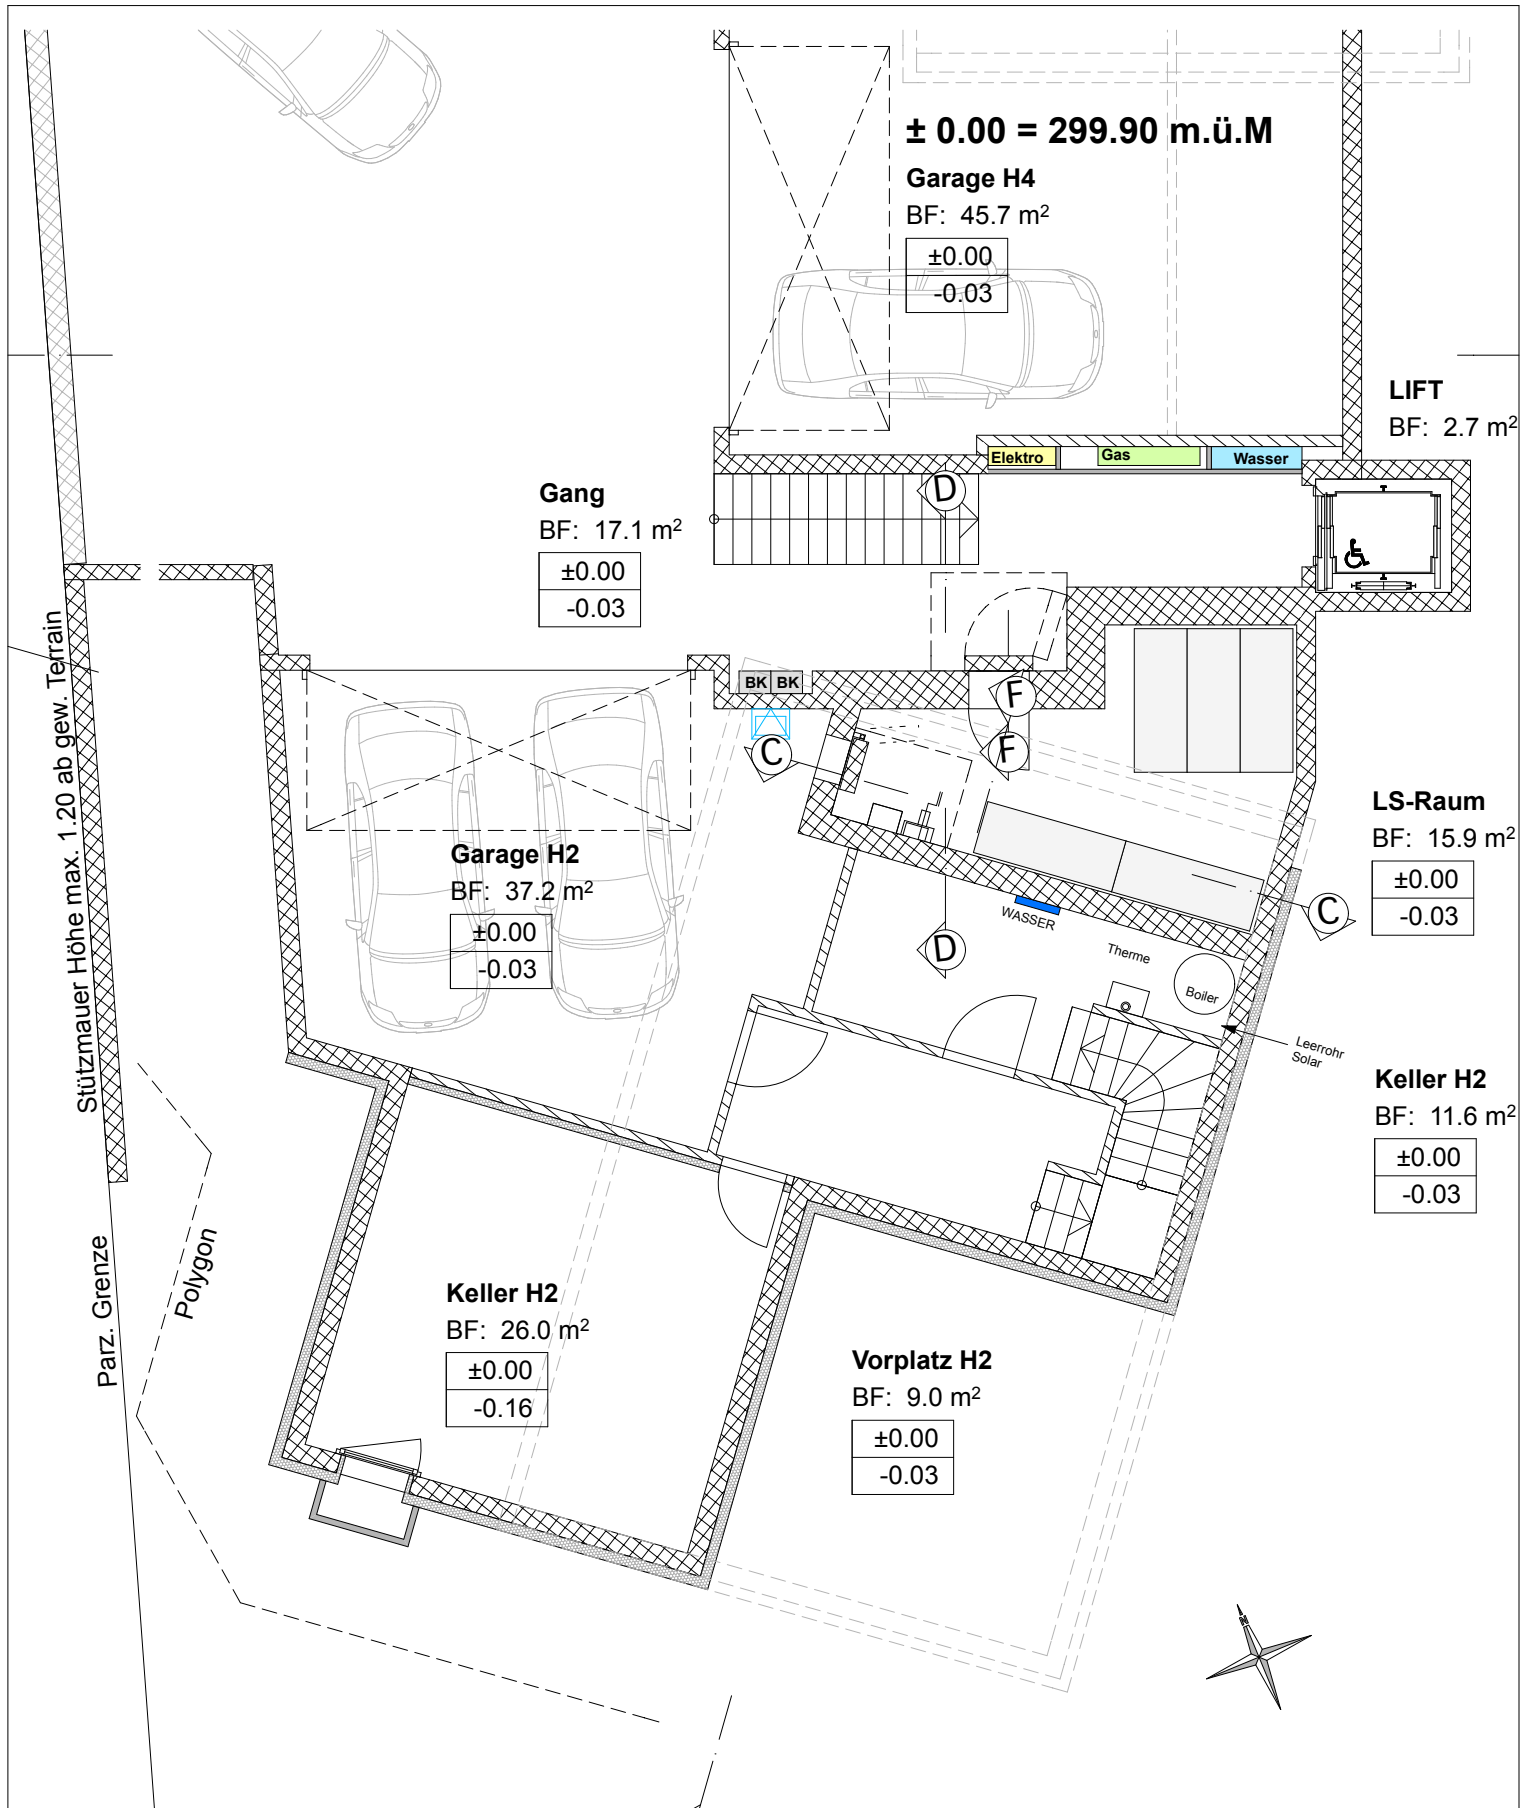 ± 0.00 = 299.90 m.ü.M
Garage H4
BF: 45.7 m²
±0.00
-0.03
LIFT
BF: 2.7 m²
Elektro
Gas
Wasser
D
Gang
BF: 17.1 m²
±0.00
-0.03
BK
BK
F
F
C
LS-Raum
BF: 15.9 m²
±0.00
-0.03
C
Garage H2
BF: 37.2 m²
±0.00
-0.03
WASSER
D
Therme
Boiler
Leerrohr
Solar
Keller H2
BF: 11.6 m²
±0.00
-0.03
Stützmauer Höhe max. 1.20 ab gew. Terrain
Parz. Grenze
Polygon
Keller H2
BF: 26.0 m²
±0.00
-0.16
Vorplatz H2
BF: 9.0 m²
±0.00
-0.03
N